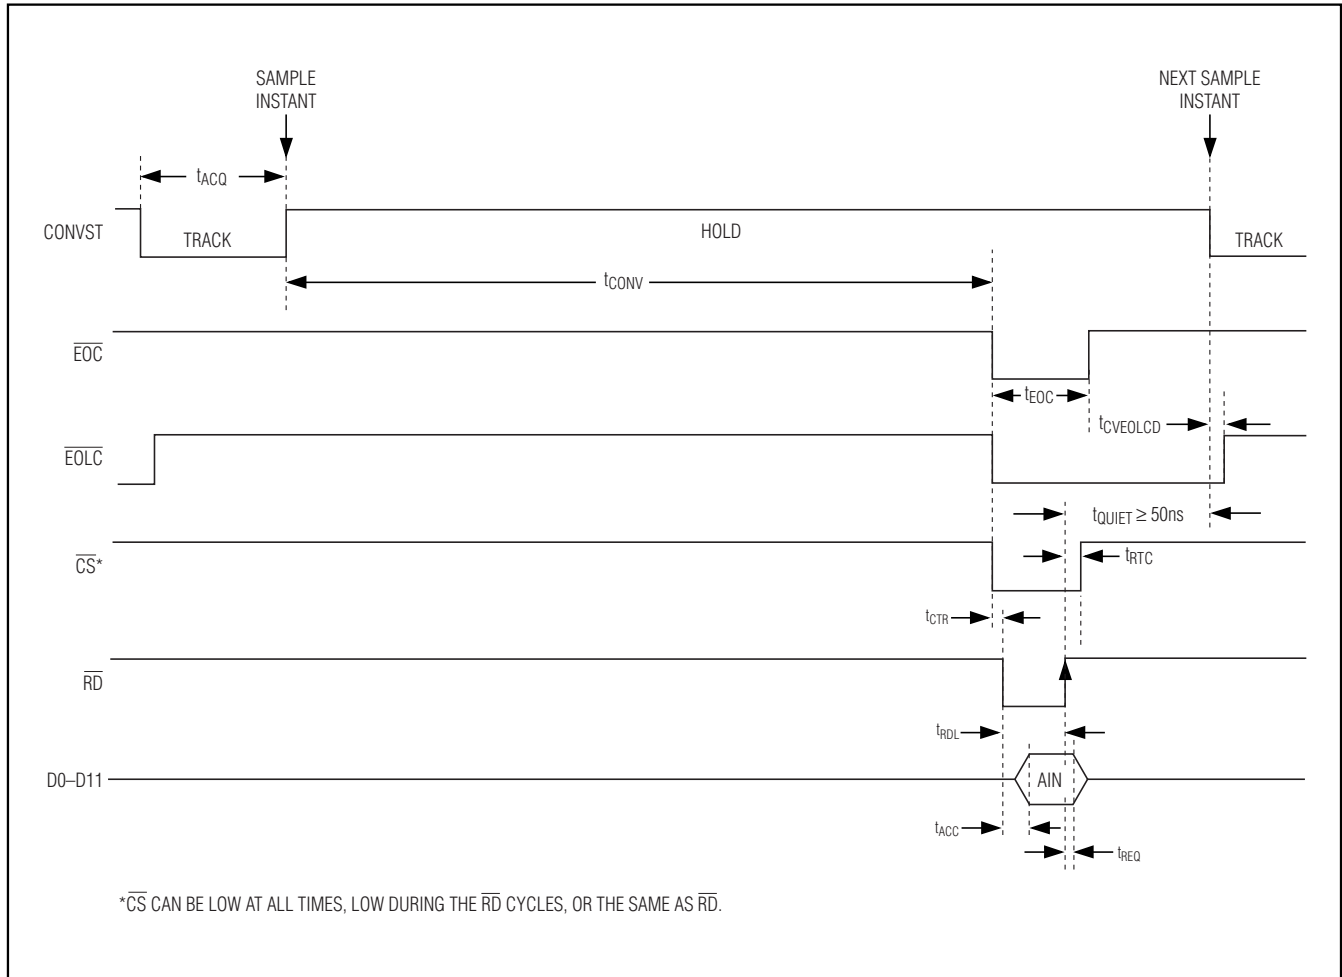 SAMPLE
INSTANT
NEXT SAMPLE
INSTANT
tACQ
CONVST
TRACK
HOLD
TRACK
tCONV
EOC
tEOC
tCVEOLCD
EOLC
tQUIET ≥ 50ns
CS*
tRTC
tCTR
RD
tRDL
D0–D11
AIN
tACC
tREQ
*CS CAN BE LOW AT ALL TIMES, LOW DURING THE RD CYCLES, OR THE SAME AS RD.